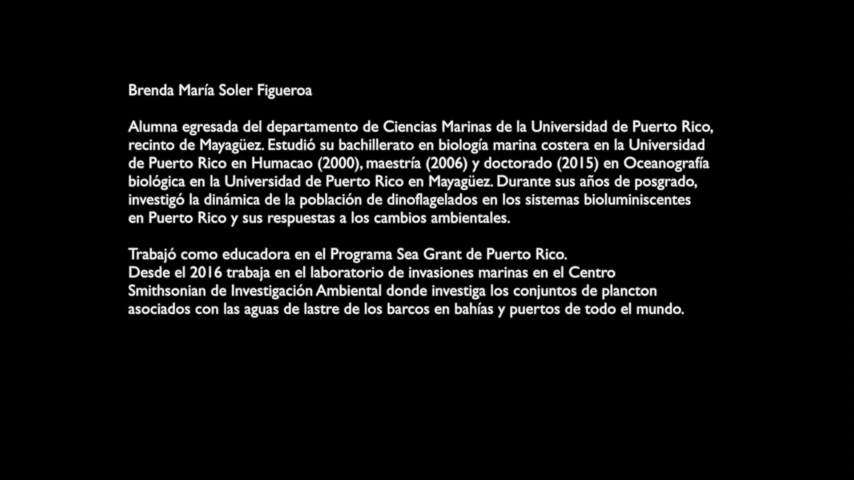 Brenda María Soler Figueroa
Alumna egresada del departamento de Ciencias Marinas de la Universidad de Puerto Rico,
recinto de Mayagüez. Estudió su bachillerato en biología marina costera en la Universidad
de Puerto Rico en Humacao (2000), maestría (2006) y doctorado (2015) en Oceanografía
biológica en la Universidad de Puerto Rico en Mayagüez. Durante sus años de posgrado,
investigó la dinámica de la población de dinoflagelados en los sistemas bioluminiscentes
en Puerto Rico y sus respuestas a los cambios ambientales.
Trabajó como educadora en el Programa Sea Grant de Puerto Rico.
Desde el 2016 trabaja en el laboratorio de invasiones marinas en el Centro
Smithsonian de Investigación Ambiental donde investiga los conjuntos de plancton
asociados con las aguas de lastre de los barcos en bahías y puertos de todo el mundo.